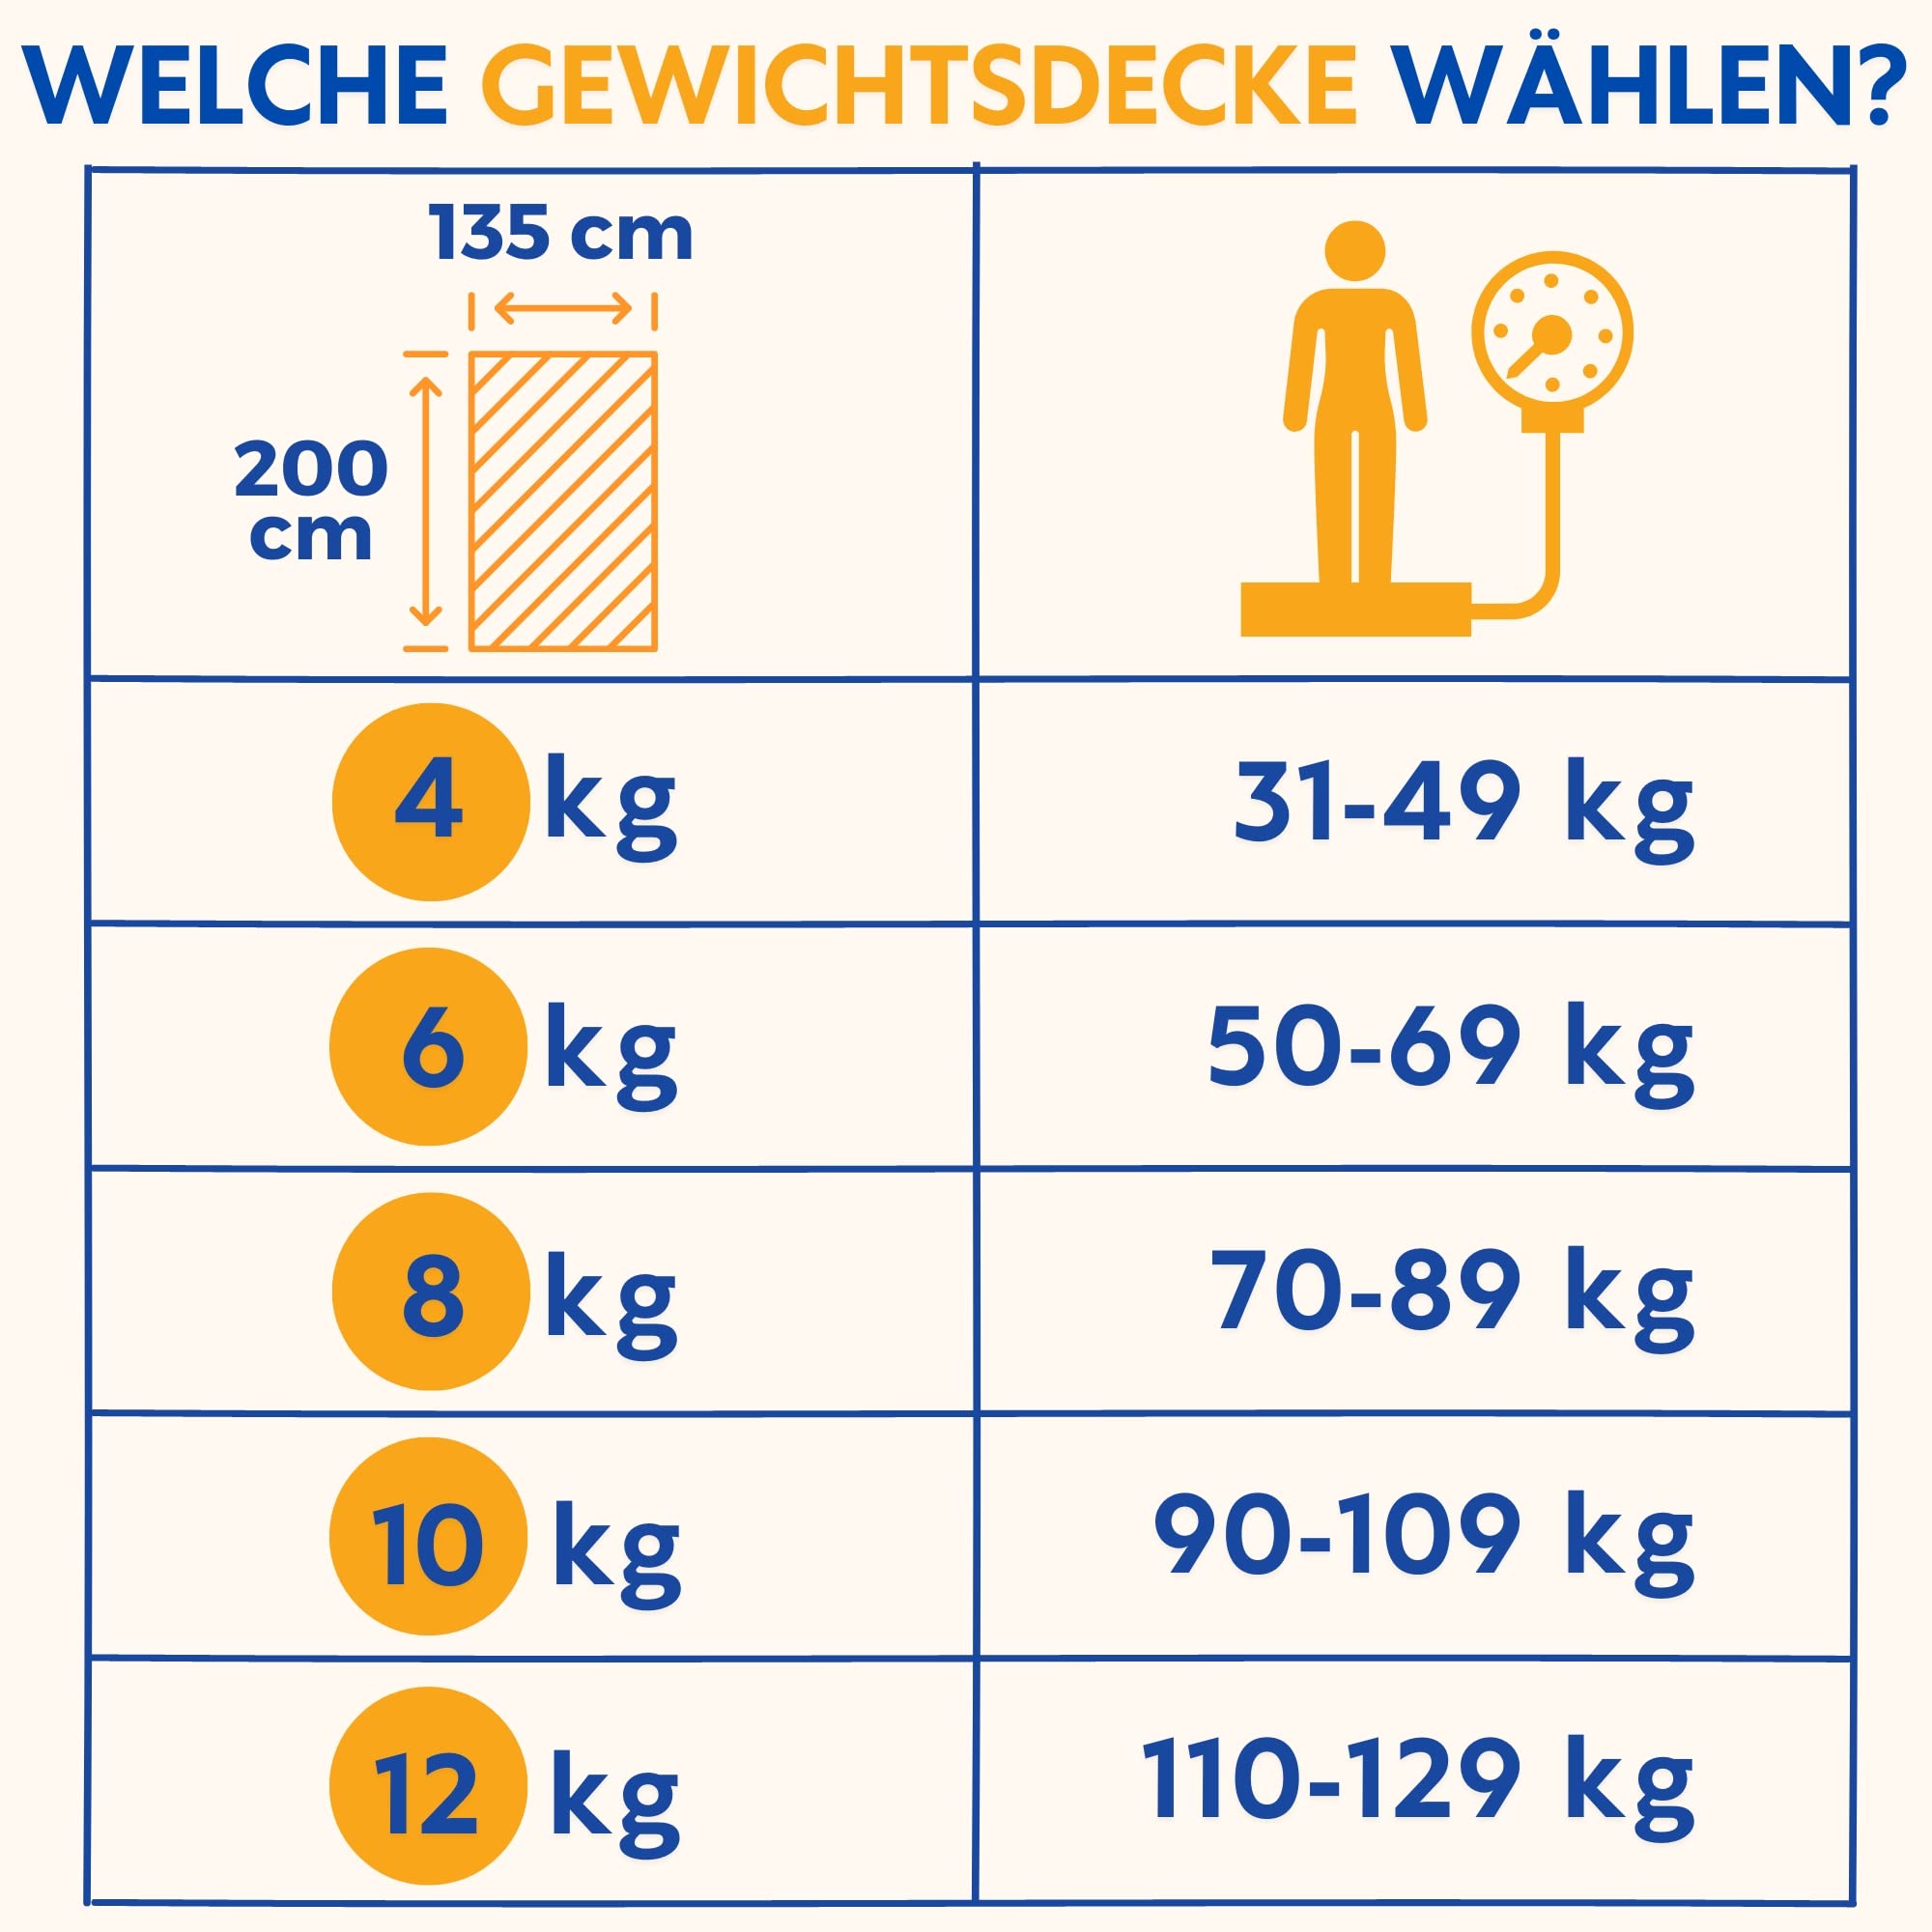 WELCHE GEWICHTSDECKE WÄHLEN?
135 cm
200
cm
4 kg
31-49 kg
6 kg
50-69 kg
8 kg
70-89 kg
10 kg
90-109 kg
12 kg
110-129 kg